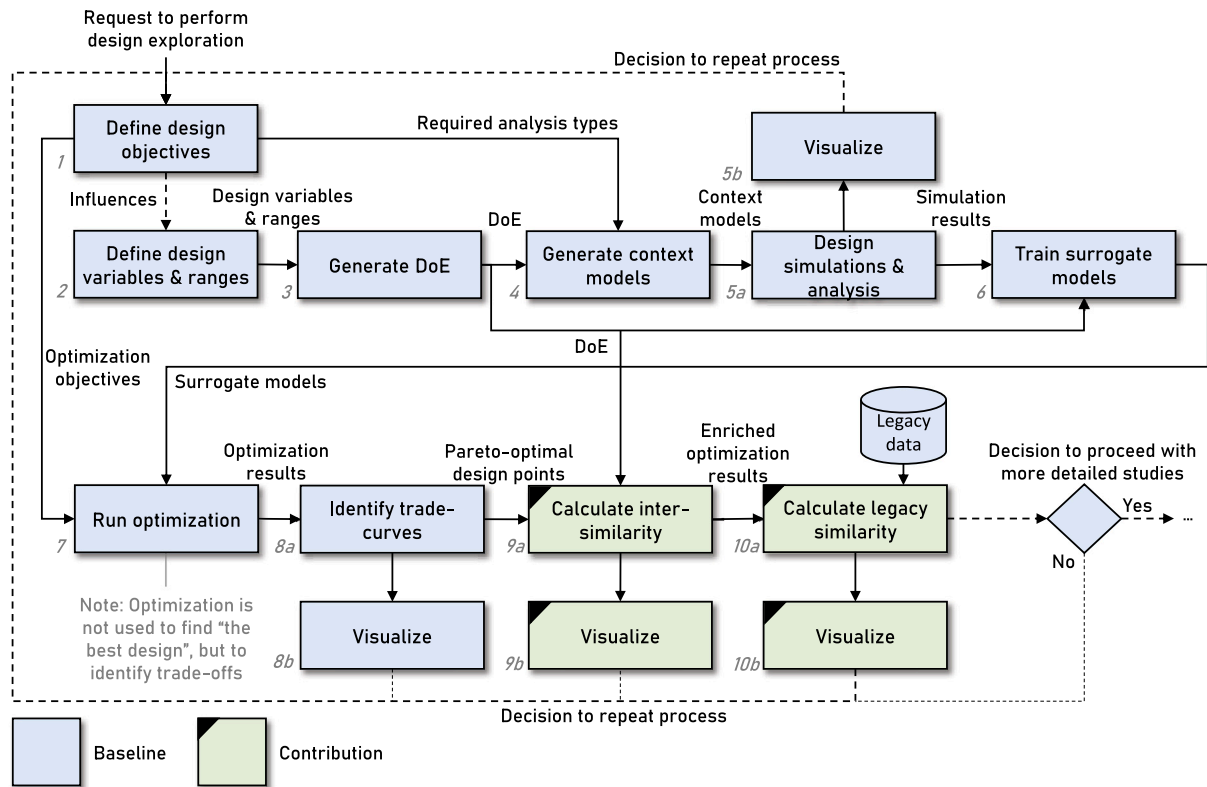 Request to perform
design exploration
Decision to repeat process
Define design
objectives
1
Required analysis types
Visualize
5b
Influences
Design variables
& ranges
DoE
Context
models
Simulation
results
Define design
variables & ranges
2
Generate DoE
3
Generate context
models
4
Design
simulations &
analysis
5a
Train surrogate
models
6
Optimization
objectives
DoE
Surrogate models
Legacy
data
Optimization
results
Pareto-optimal
design points
Enriched
optimization
results
Decision to proceed with
more detailed studies
Run optimization
7
Identify trade-
curves
8a
Calculate inter-
similarity
9a
Calculate legacy
similarity
10a
Yes
...
No
Note: Optimization is
not used to find “the
best design”, but to
identify trade-offs
Visualize
8b
Visualize
9b
Visualize
10b
Decision to repeat process
Baseline
Contribution